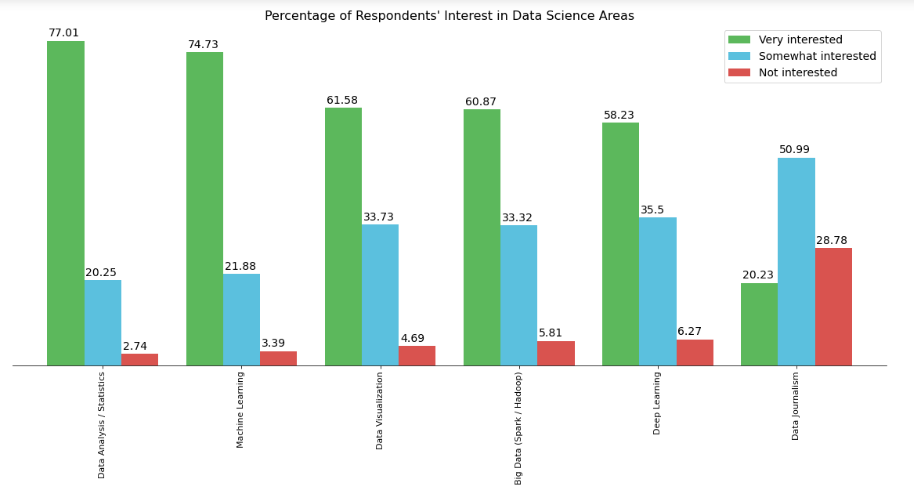 Percentage of Respondents' Interest in Data Science Areas
Very interested
Somewhat interested
Not interested
77.01
20.25
2.74
74.73
21.88
3.39
61.58
33.73
4.69
60.87
33.32
5.81
58.23
35.5
6.27
20.23
50.99
28.78
Data Analysis / Statistics
Machine Learning
Data Visualization
Big Data (Spark / Hadoop)
Deep Learning
Data Journalism